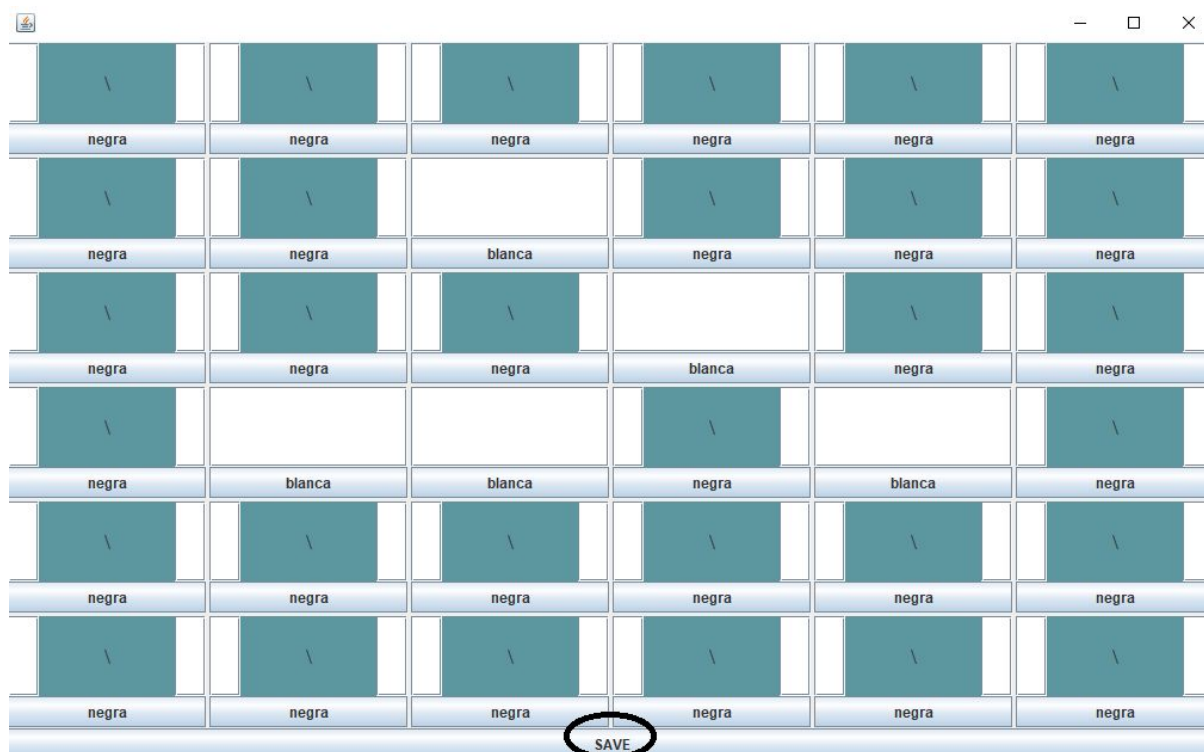 \ \ \ \ \ \
negra negra negra negra negra negra
\ \ \ \ \
negra negra blanca negra negra negra
\ \ \ \ \
negra negra negra blanca negra negra
\ \ \
negra blanca blanca negra blanca negra
\ \ \ \ \ \
negra negra negra negra negra negra
\ \ \ \ \ \
negra negra negra negra negra negra
SAVE